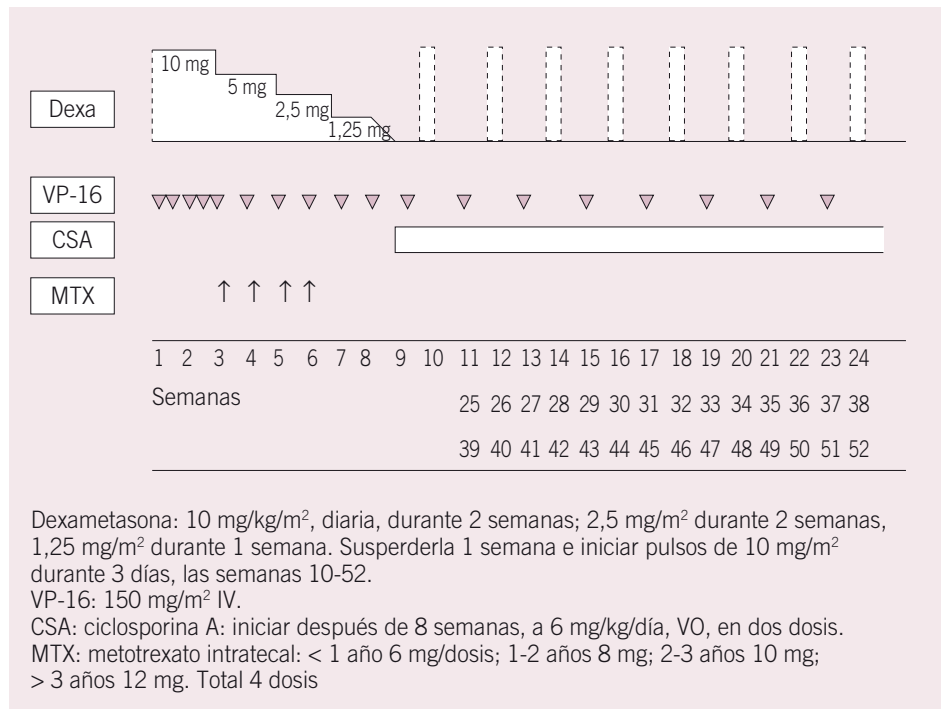 10 mg
5 mg
2,5 mg
1,25 mg
Dexa
VP-16
CSA
MTX
1 2 3 4 5 6 7 8 9 10 11 12 13 14 15 16 17 18 19 20 21 22 23 24
Semanas 25 26 27 28 29 30 31 32 33 34 35 36 37 38
39 40 41 42 43 44 45 46 47 48 49 50 51 52
Dexametasona: 10 mg/kg/m², diaria, durante 2 semanas; 2,5 mg/m² durante 2 semanas,
1,25 mg/m² durante 1 semana. Susperderla 1 semana e iniciar pulsos de 10 mg/m²
durante 3 días, las semanas 10-52.
VP-16: 150 mg/m² IV.
CSA: ciclosporina A: iniciar después de 8 semanas, a 6 mg/kg/día, VO, en dos dosis.
MTX: metotrexato intratecal: < 1 año 6 mg/dosis; 1-2 años 8 mg; 2-3 años 10 mg;
> 3 años 12 mg. Total 4 dosis